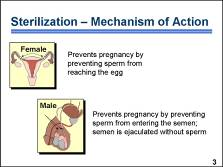 Sterilization – Mechanism of Action
Female
Prevents pregnancy by
preventing sperm from
reaching the egg
Male
Prevents pregnancy by preventing
sperm from entering the semen;
semen is ejaculated without sperm
3